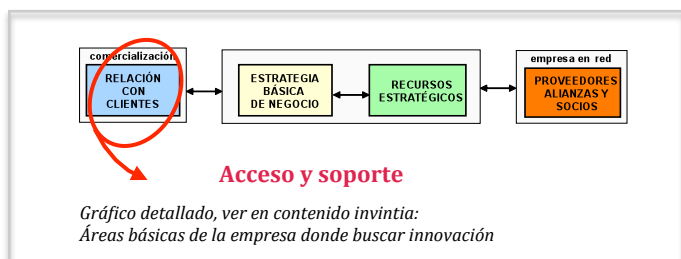 comercialización
RELACIÓN
CON
CLIENTES
ESTRATEGIA
BÁSICA
DE NEGOCIO
RECURSOS
ESTRATÉGICOS
empresa en red
PROVEEDORES
ALIANZAS Y
SOCIOS
Acceso y soporte
Gráfico detallado, ver en contenido invintia:
Áreas básicas de la empresa donde buscar innovación